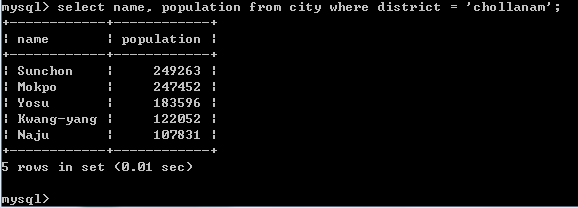 mysql> select name, population from city where district = 'chollanam';
+------------+------------+
| name       | population |
+------------+------------+
| Sunchon    |     249263 |
| Mokpo      |     247452 |
| Yosu       |     183596 |
| Kwang-yang |     122052 |
| Naju       |     107831 |
+------------+------------+
5 rows in set (0.01 sec)
mysql>